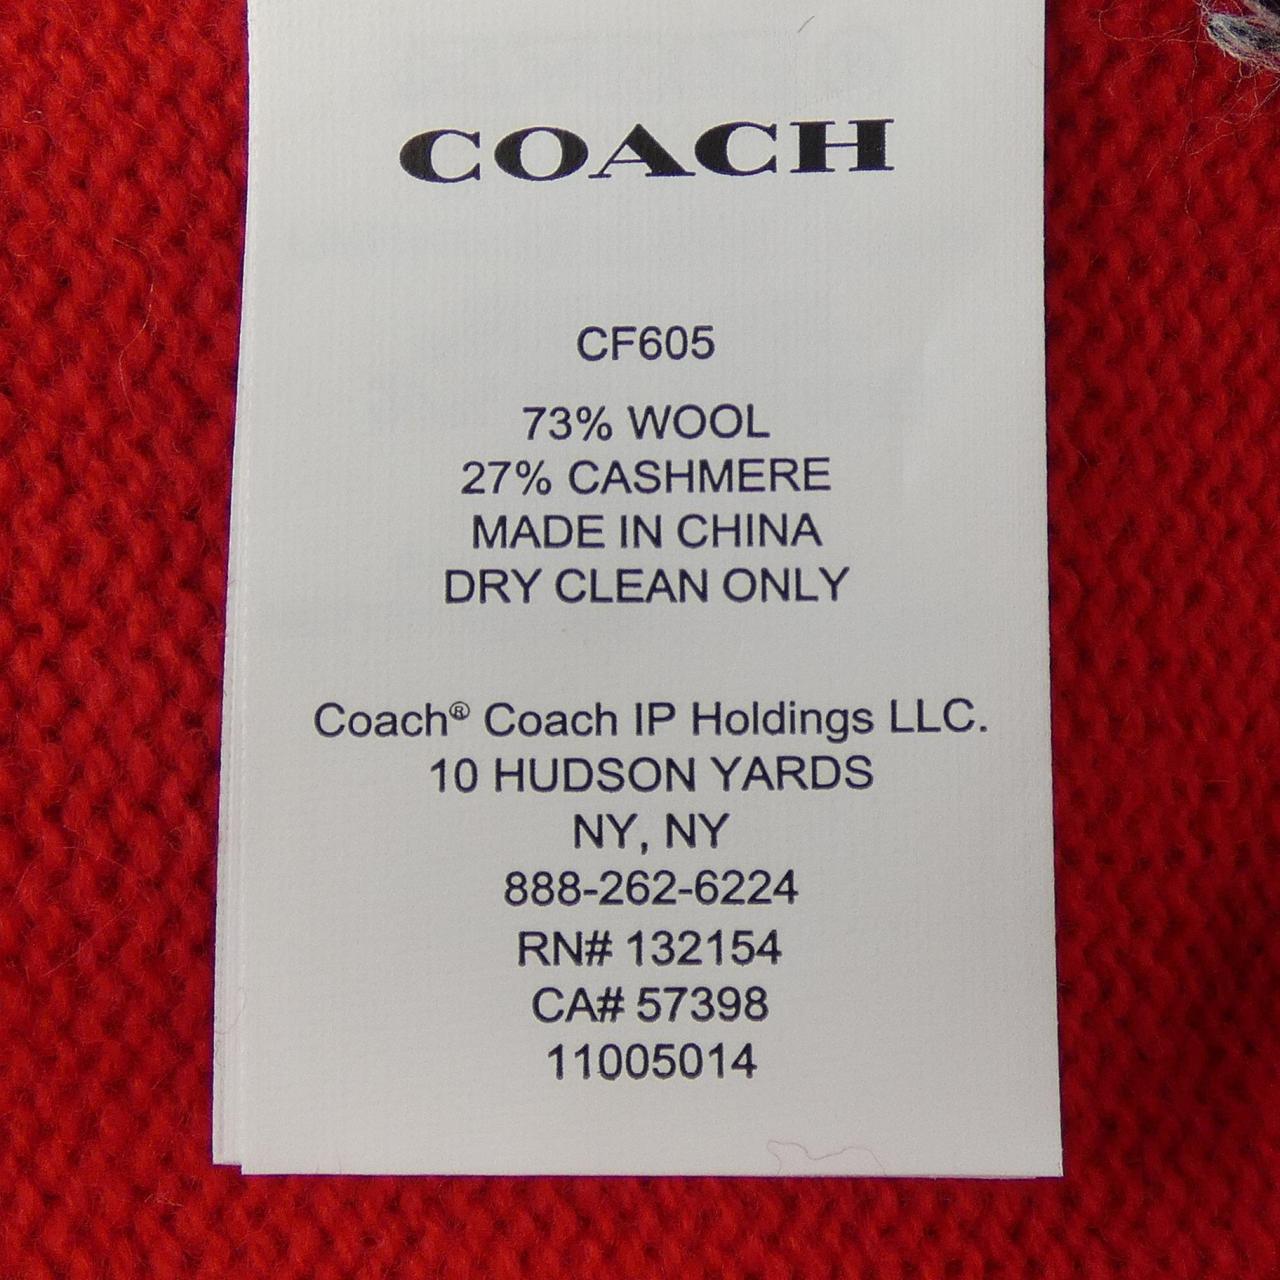 COACH
CF605
73% WOOL
27% CASHMERE
MADE IN CHINA
DRY CLEAN ONLY
Coach® Coach IP Holdings LLC.
10 HUDSON YARDS
NY, NY
888-262-6224
RN# 132154
CA# 57398
11005014